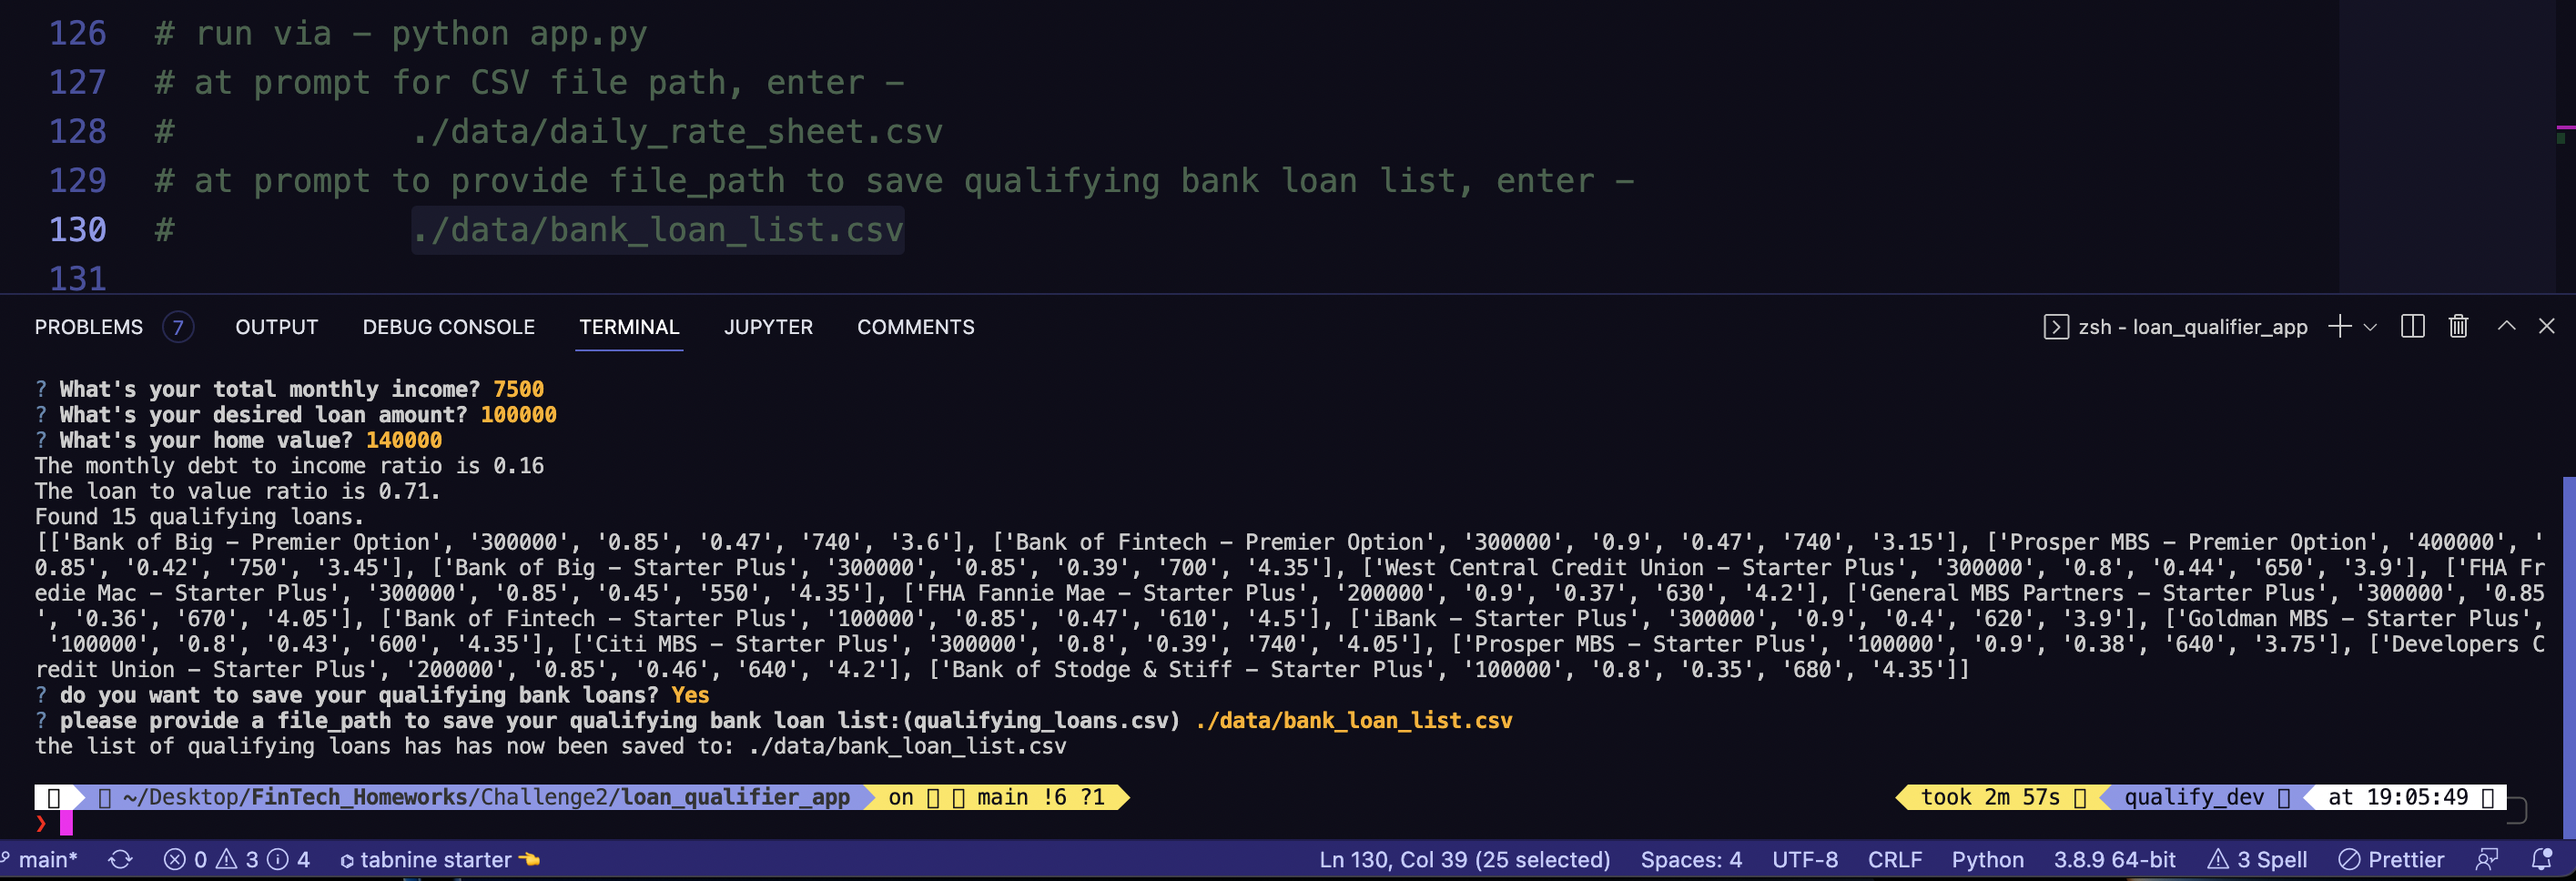 126 # run via - python app.py
127 # at prompt for CSV file path, enter -
128 # ./data/daily_rate_sheet.csv
129 # at prompt to provide file_path to save qualifying bank loan list, enter -
130 # ./data/bank_loan_list.csv
131
PROBLEMS 7 OUTPUT DEBUG CONSOLE TERMINAL JUPYTER COMMENTS zsh - loan_qualifier_app
? What's your total monthly income? 7500
? What's your desired loan amount? 100000
? What's your home value? 140000
The monthly debt to income ratio is 0.16
The loan to value ratio is 0.71.
Found 15 qualifying loans.
[['Bank of Big - Premier Option', '300000', '0.85', '0.47', '740', '3.6'], ['Bank of Fintech - Premier Option', '300000', '0.9', '0.47', '740', '3.15'], ['Prosper MBS - Premier Option', '400000', '
0.85', '0.42', '750', '3.45'], ['Bank of Big - Starter Plus', '300000', '0.85', '0.39', '700', '4.35'], ['West Central Credit Union - Starter Plus', '300000', '0.8', '0.44', '650', '3.9'], ['FHA Fr
edie Mac - Starter Plus', '300000', '0.85', '0.45', '550', '4.35'], ['FHA Fannie Mae - Starter Plus', '200000', '0.9', '0.37', '630', '4.2'], ['General MBS Partners - Starter Plus', '300000', '0.85
', '0.36', '670', '4.05'], ['Bank of Fintech - Starter Plus', '100000', '0.85', '0.47', '610', '4.5'], ['iBank - Starter Plus', '300000', '0.9', '0.4', '620', '3.9'], ['Goldman MBS - Starter Plus',
'100000', '0.8', '0.43', '600', '4.35'], ['Citi MBS - Starter Plus', '300000', '0.8', '0.39', '740', '4.05'], ['Prosper MBS - Starter Plus', '100000', '0.9', '0.38', '640', '3.75'], ['Developers C
redit Union - Starter Plus', '200000', '0.85', '0.46', '640', '4.2'], ['Bank of Stodge & Stiff - Starter Plus', '100000', '0.8', '0.35', '680', '4.35']]
? do you want to save your qualifying bank loans? Yes
? please provide a file_path to save your qualifying bank loan list:(qualifying_loans.csv) ./data/bank_loan_list.csv
the list of qualifying loans has has now been saved to: ./data/bank_loan_list.csv
~/Desktop/FinTech_Homeworks/Challenge2/loan_qualifier_app on main !6 ?1 took 2m 57s qualify_dev at 19:05:49
❯
main* 0 3 4 tabnine starter 👈 Ln 130, Col 39 (25 selected) Spaces: 4 UTF-8 CRLF Python 3.8.9 64-bit 3 Spell Prettier